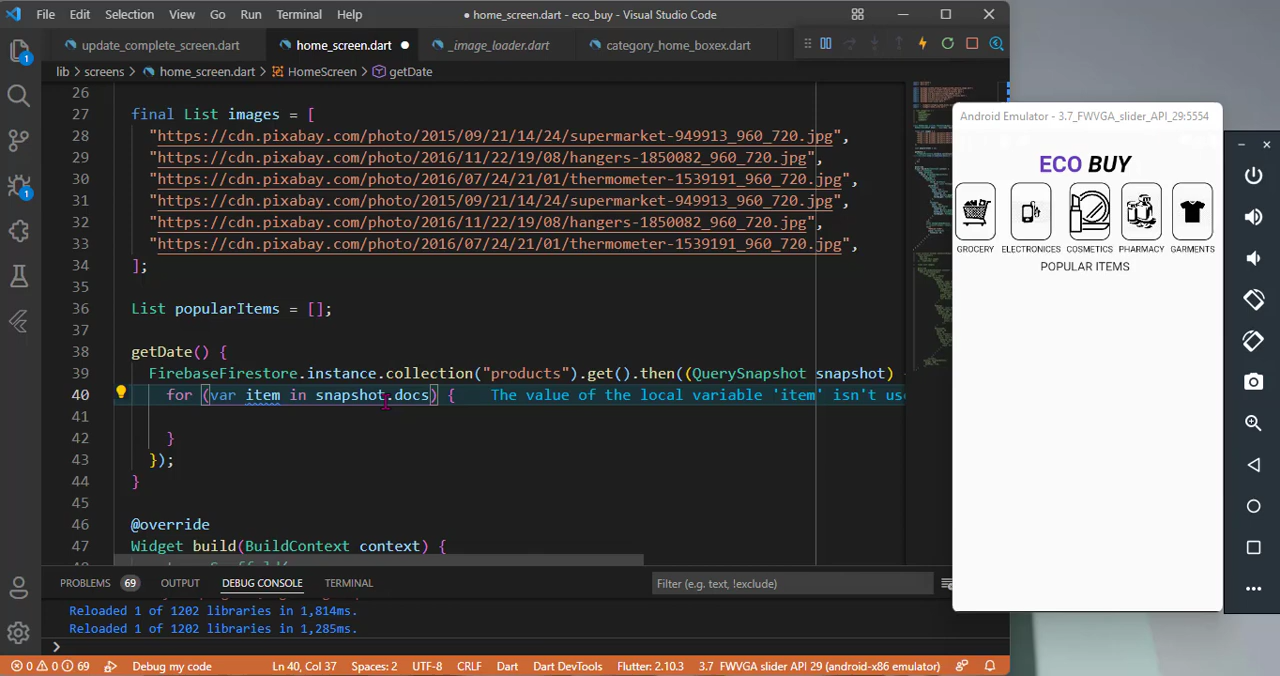 File Edit Selection View Go Run Terminal Help ● home_screen.dart - eco_buy - Visual Studio Code
update_complete_screen.dart home_screen.dart ● _image_loader.dart category_home_boxex.dart
lib > screens > home_screen.dart > HomeScreen > getDate
26
27 final List images = [
28 "https://cdn.pixabay.com/photo/2015/09/21/14/24/supermarket-949913_960_720.jpg",
29 "https://cdn.pixabay.com/photo/2016/11/22/19/08/hangers-1850082_960_720.jpg",
30 "https://cdn.pixabay.com/photo/2016/07/24/21/01/thermometer-1539191_960_720.jpg",
31 "https://cdn.pixabay.com/photo/2015/09/21/14/24/supermarket-949913_960_720.jpg",
32 "https://cdn.pixabay.com/photo/2016/11/22/19/08/hangers-1850082_960_720.jpg",
33 "https://cdn.pixabay.com/photo/2016/07/24/21/01/thermometer-1539191_960_720.jpg",
34 ];
35
36 List popularItems = [];
37
38 getDate() {
39 FirebaseFirestore.instance.collection("products").get().then((QuerySnapshot snapshot)
40 for (var item in snapshot.docs) { The value of the local variable 'item' isn't us
41
42 }
43 });
44 }
45
46 @override
47 Widget build(BuildContext context) {
PROBLEMS 69 OUTPUT DEBUG CONSOLE TERMINAL Filter (e.g. text, !exclude)
Reloaded 1 of 1202 libraries in 1,814ms.
Reloaded 1 of 1202 libraries in 1,285ms.
>
0 0 69 Debug my code Ln 40, Col 37 Spaces: 2 UTF-8 CRLF Dart Dart DevTools Flutter: 2.10.3 3.7 FWVGA slider API 29 (android-x86 emulator)
1
1
Android Emulator - 3.7_FWVGA_slider_API_29:5554
ECO BUY
GROCERY ELECTRONICES COSMETICS PHARMACY GARMENTS
POPULAR ITEMS